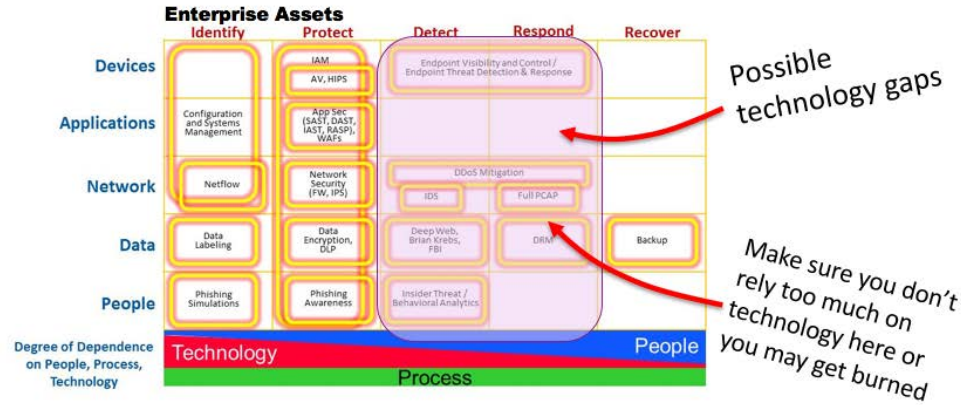 Enterprise Assets
Identify Protect Detect Respond Recover
Devices
IAM
AV, HIPS
Endpoint Visibility and Control /
Endpoint Threat Detection & Response
Applications
Configuration
and Systems
Management
App Sec
(SAST, DAST,
IAST, RASP),
WAFs
Network
Netflow
Network
Security
(FW, IPS)
DDoS Mitigation
IDS
Full PCAP
Data
Data
Labeling
Data
Encryption,
DLP
Deep Web,
Brian Krebs,
FBI
DRM
Backup
People
Phishing
Simulations
Phishing
Awareness
Insider Threat /
Behavioral Analytics
Degree of Dependence
on People, Process,
Technology
Technology
People
Process
Possible
technology gaps
Make sure you don't
rely too much on
technology here or
you may get burned